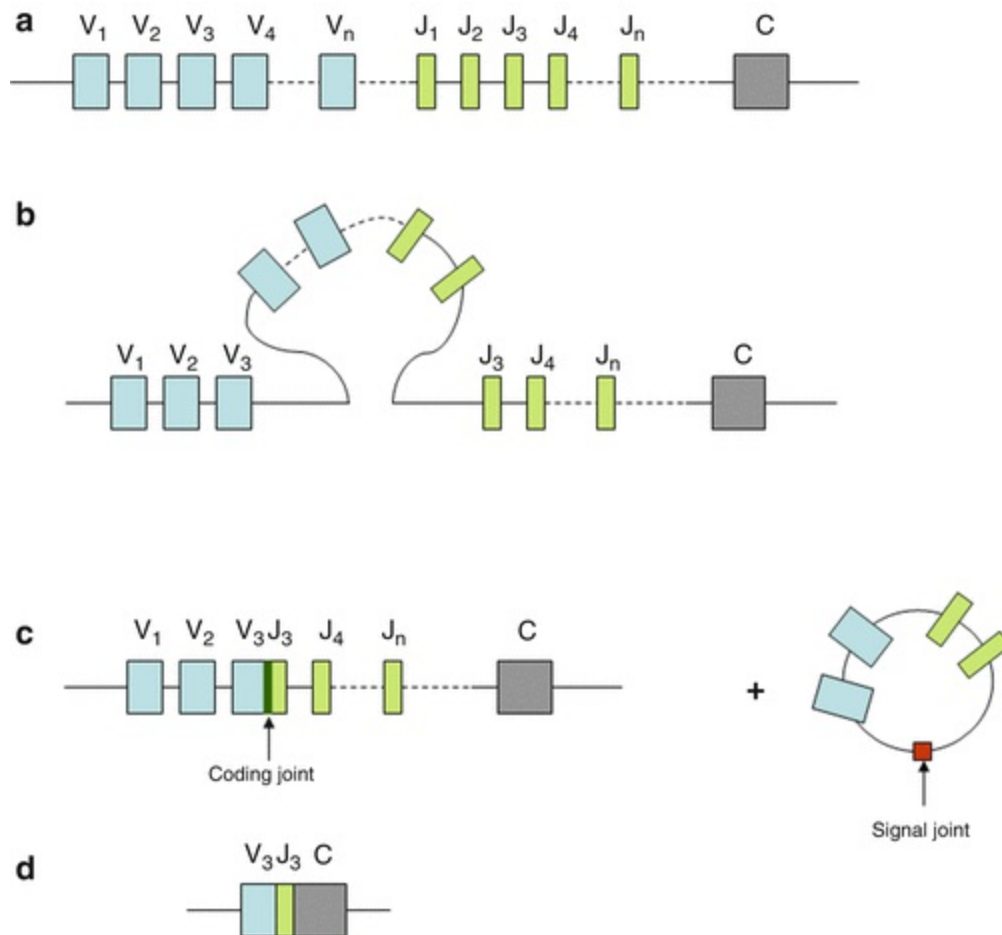 a V₁ V₂ V₃ V₄ Vₙ J₁ J₂ J₃ J₄ Jₙ C
b
V₁ V₂ V₃ J₃ J₄ Jₙ C
c V₁ V₂ V₃ J₃ J₄ Jₙ C
+
Coding joint
Signal joint
V₃ J₃ C
d